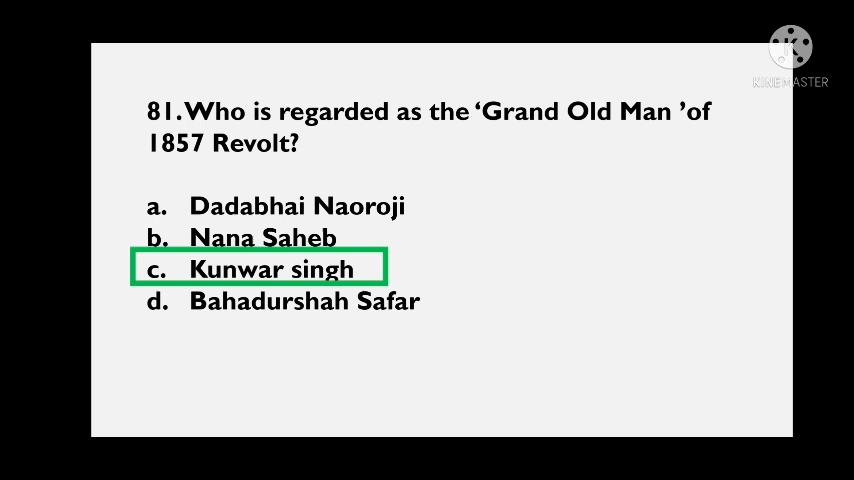 KINEMASTER
81.Who is regarded as the ‘Grand Old Man ’of
1857 Revolt?
a. Dadabhai Naoroji
b. Nana Saheb
c. Kunwar singh
d. Bahadurshah Safar